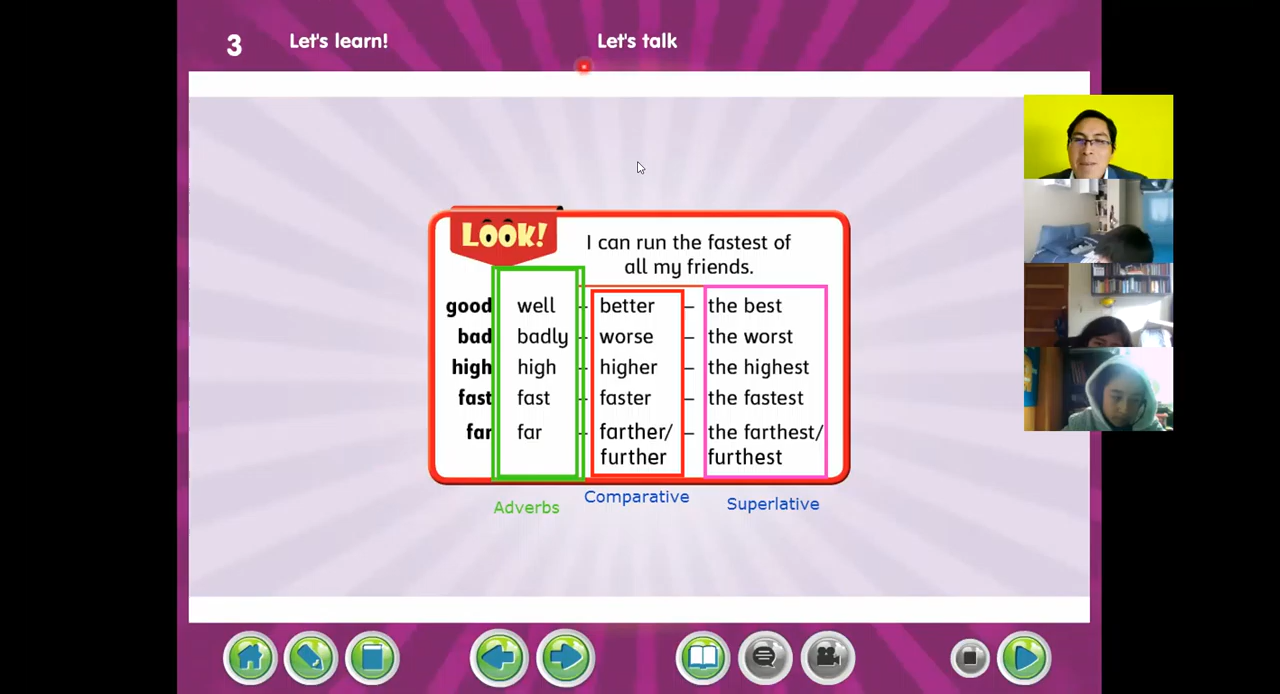 3 Let's learn! Let's talk
LOOK!
I can run the fastest of
all my friends.
good well - better – the best
bad badly - worse – the worst
high high - higher – the highest
fast fast - faster – the fastest
far far - farther/ – the farthest/
further furthest
Adverbs Comparative Superlative